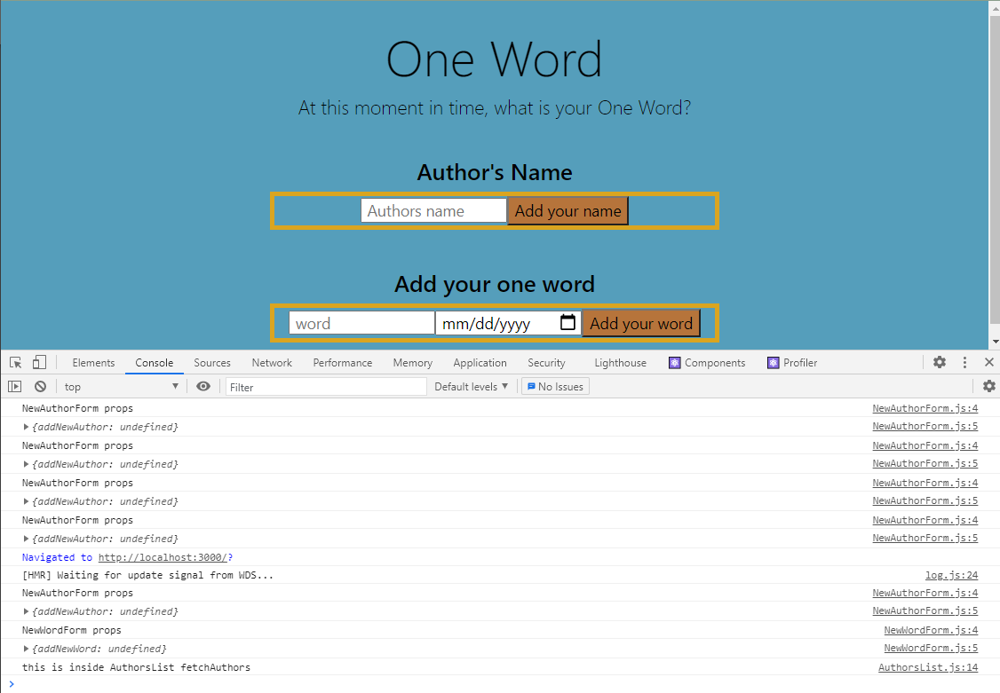 One Word
At this moment in time, what is your One Word?
Author's Name
Authors name Add your name
Add your one word
word mm/dd/yyyy Add your word
Elements Console Sources Network Performance Memory Application Security Lighthouse Components Profiler
top Filter Default levels No Issues
NewAuthorForm props NewAuthorForm.js:4
{addNewAuthor: undefined} NewAuthorForm.js:5
NewAuthorForm props NewAuthorForm.js:4
{addNewAuthor: undefined} NewAuthorForm.js:5
NewAuthorForm props NewAuthorForm.js:4
{addNewAuthor: undefined} NewAuthorForm.js:5
NewAuthorForm props NewAuthorForm.js:4
{addNewAuthor: undefined} NewAuthorForm.js:5
Navigated to http://localhost:3000/?
[HMR] Waiting for update signal from WDS... log.js:24
NewAuthorForm props NewAuthorForm.js:4
{addNewAuthor: undefined} NewAuthorForm.js:5
NewWordForm props NewWordForm.js:4
{addNewWord: undefined} NewWordForm.js:5
this is inside AuthorsList fetchAuthors AuthorsList.js:14